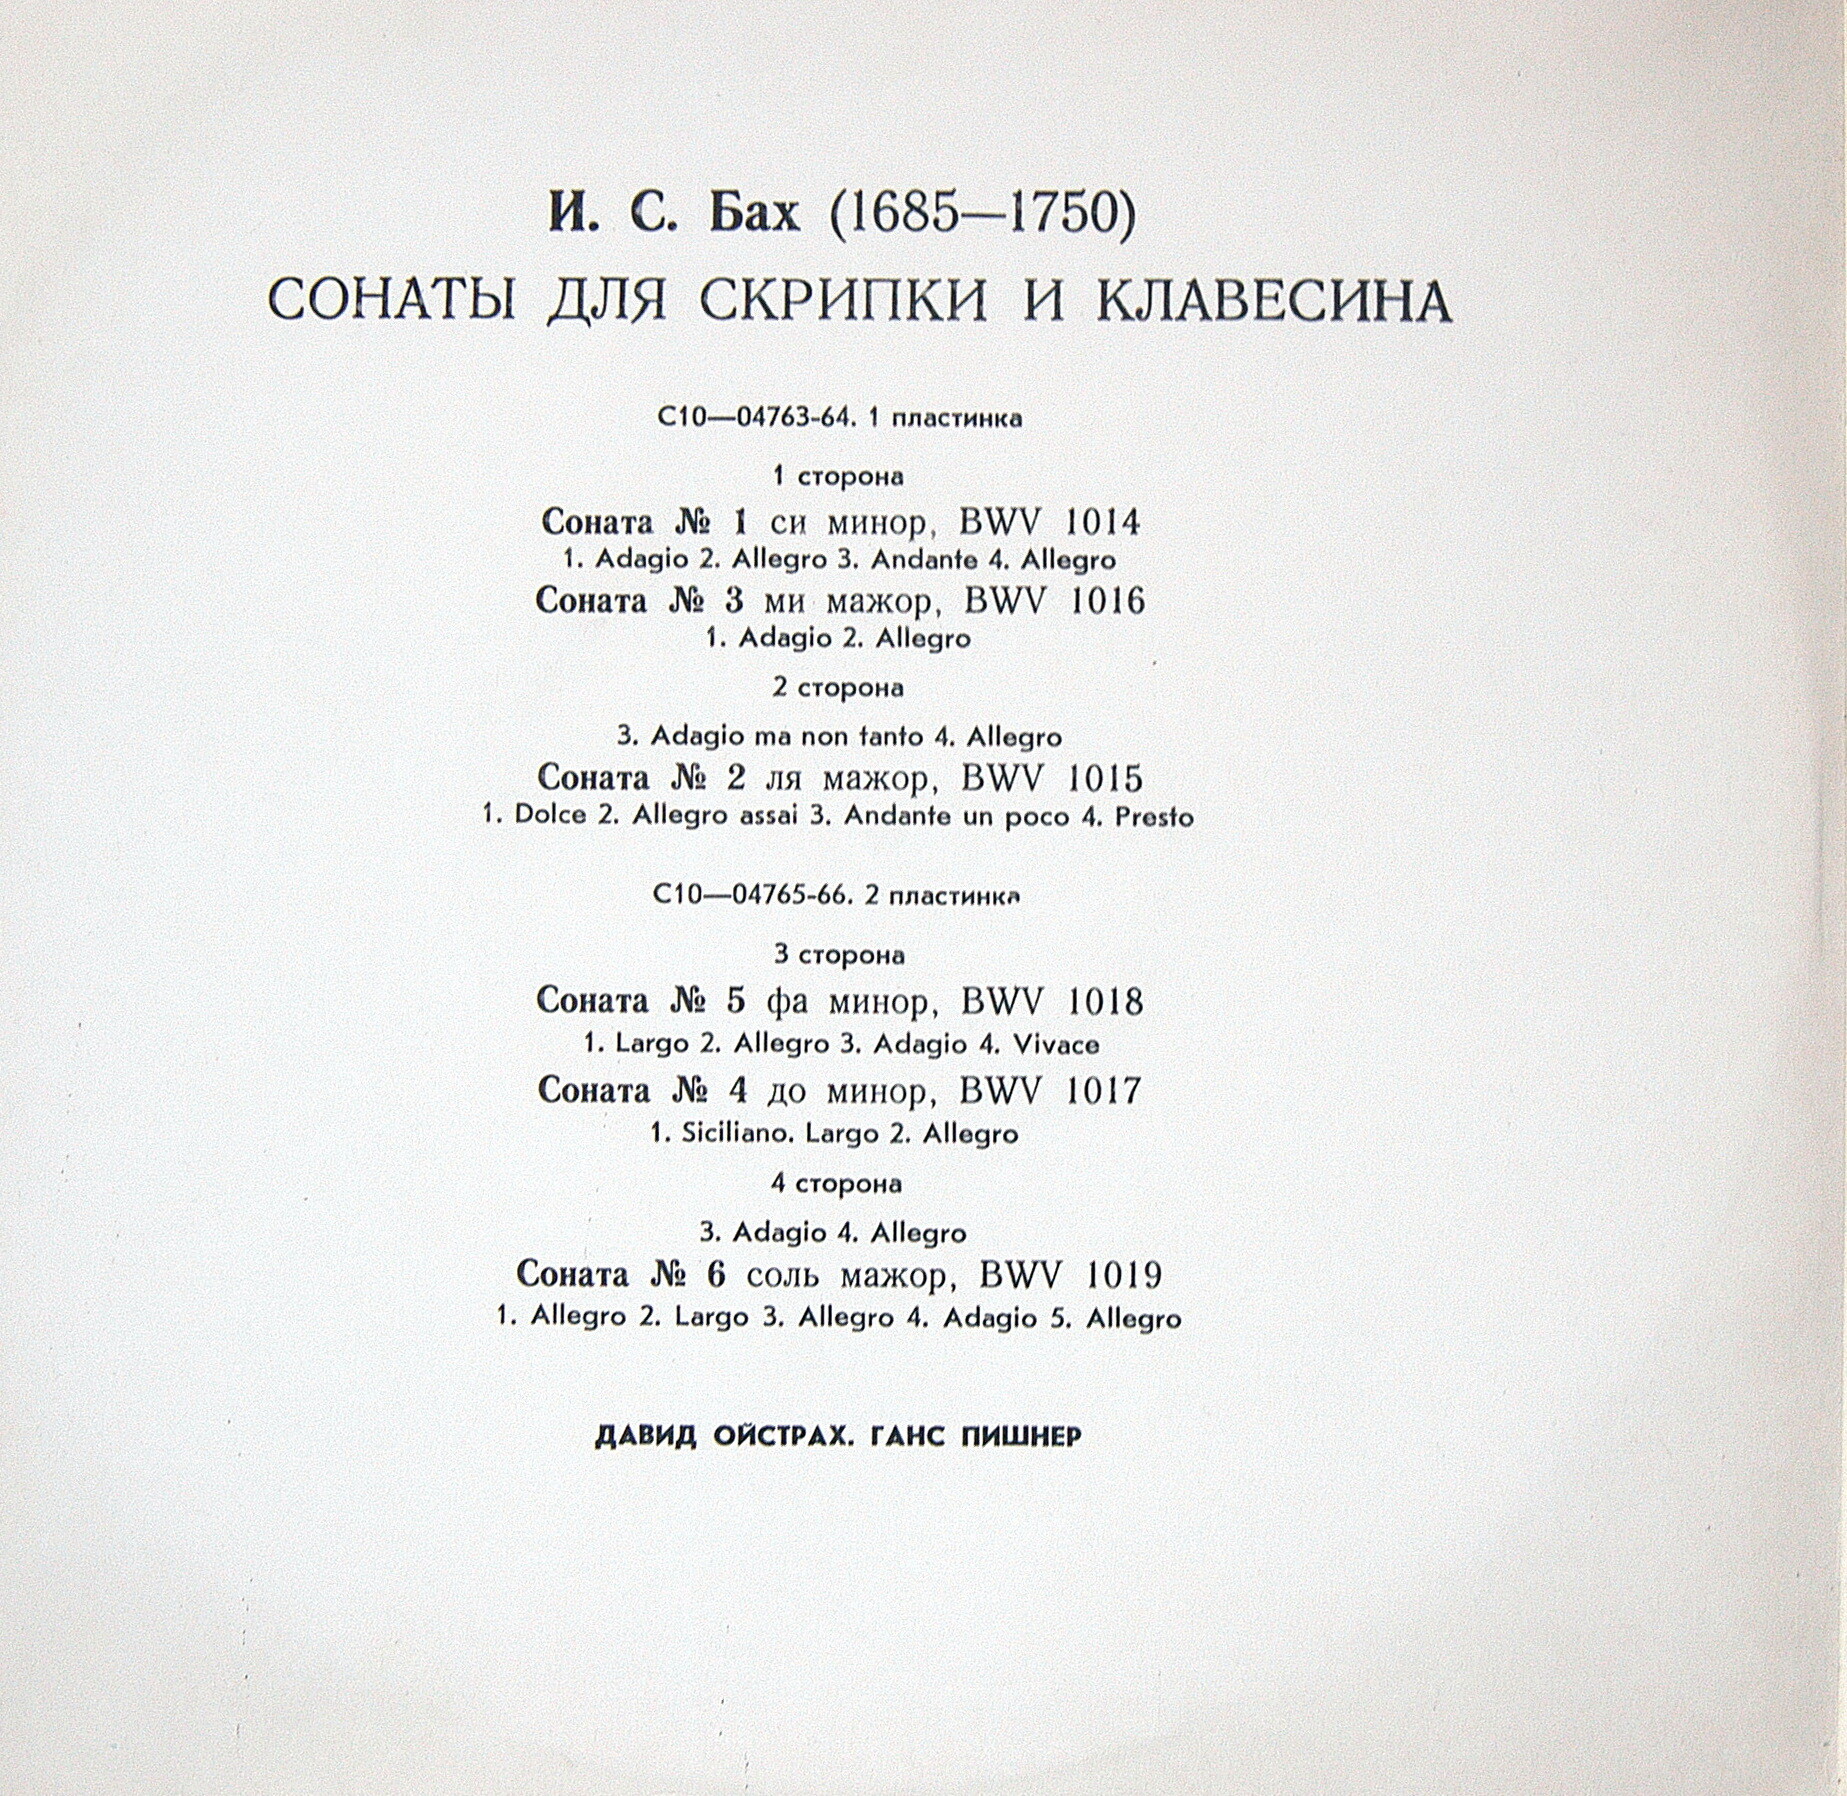 И. С. Бах (1685—1750)
СОНАТЫ ДЛЯ СКРИПКИ И КЛАВЕСИНА
С10—04763-64. 1 пластинка
1 сторона
Соната № 1 си минор, BWV 1014
1. Adagio 2. Allegro 3. Andante 4. Allegro
Соната № 3 ми мажор, BWV 1016
1. Adagio 2. Allegro
2 сторона
3. Adagio ma non tanto 4. Allegro
Соната № 2 ля мажор, BWV 1015
1. Dolce 2. Allegro assai 3. Andante un poco 4. Presto
С10—04765-66. 2 пластинка
3 сторона
Соната № 5 фа минор, BWV 1018
1. Largo 2. Allegro 3. Adagio 4. Vivace
Соната № 4 до минор, BWV 1017
1. Siciliano. Largo 2. Allegro
4 сторона
3. Adagio 4. Allegro
Соната № 6 соль мажор, BWV 1019
1. Allegro 2. Largo 3. Allegro 4. Adagio 5. Allegro
ДАВИД ОЙСТРАХ. ГАНС ПИШНЕР